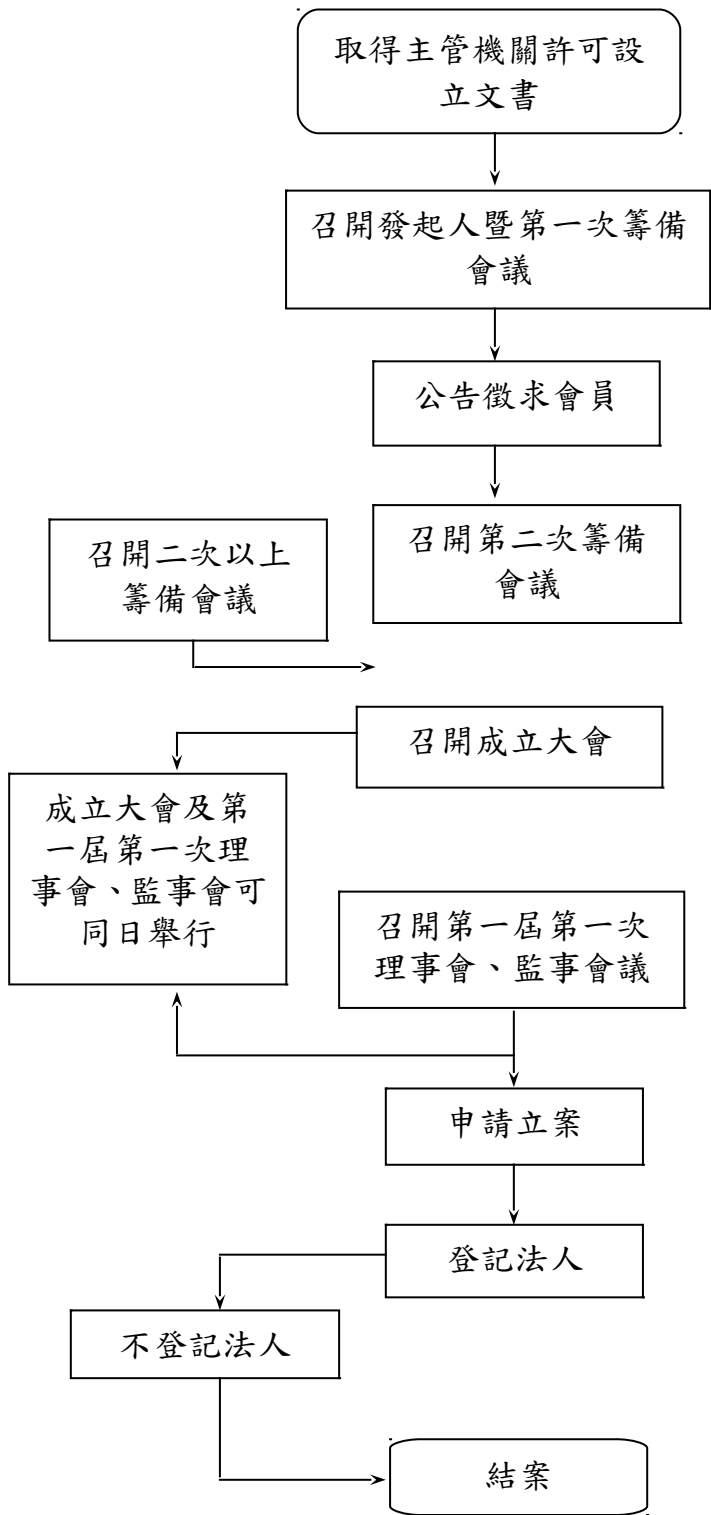 取得主管機關許可設
立文書
召開發起人暨第一次籌備
會議
公告徵求會員
召開二次以上
籌備會議
召開第二次籌備
會議
召開成立大會
成立大會及第
一屆第一次理
事會、監事會可
同日舉行
召開第一屆第一次
理事會、監事會議
申請立案
登記法人
不登記法人
結案